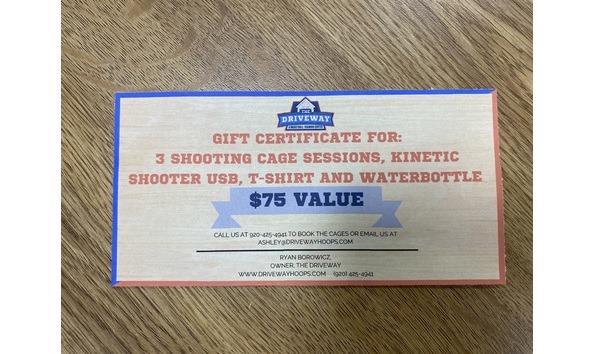 THE
DRIVEWAY
GIFT CERTIFICATE FOR:
3 SHOOTING CAGE SESSIONS, KINETIC
SHOOTER USB, T-SHIRT AND WATERBOTTLE
$75 VALUE
CALL US AT 920-425-4941 TO BOOK THE CAGES OR EMAIL US AT
ASHLEY@DRIVEWAYHOOPS.COM
RYAN BOROWICZ,
OWNER, THE DRIVEWAY
WWW.DRIVEWAYHOOPS.COM (920) 425-4941